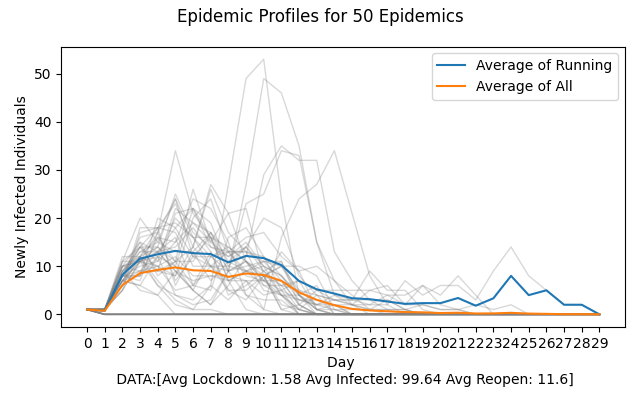 Epidemic Profiles for 50 Epidemics
Average of Running
Average of All
Newly Infected Individuals
50
40
30
20
10
0
0 1 2 3 4 5 6 7 8 9 10 11 12 13 14 15 16 17 18 19 20 21 22 23 24 25 26 27 28 29
Day
DATA:[Avg Lockdown: 1.58 Avg Infected: 99.64 Avg Reopen: 11.6]